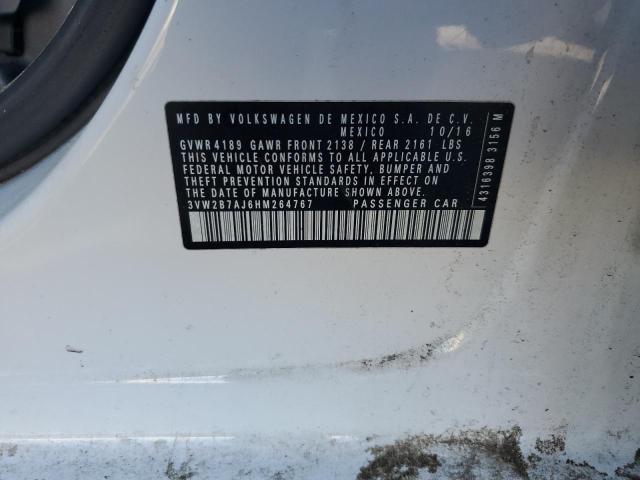 MFD BY VOLKSWAGEN DE MEXICO S.A. DE C.V.
MEXICO 10/16
GVWR 4189 GAWR FRONT 2138 / REAR 2161 LBS
THIS VEHICLE CONFORMS TO ALL APPLICABLE U.S.
FEDERAL MOTOR VEHICLE SAFETY, BUMPER AND
THEFT PREVENTION STANDARDS IN EFFECT ON
THE DATE OF MANUFACTURE SHOWN ABOVE.
3VW2B7AJ6HM264767 PASSENGER CAR
4316398 3156 M